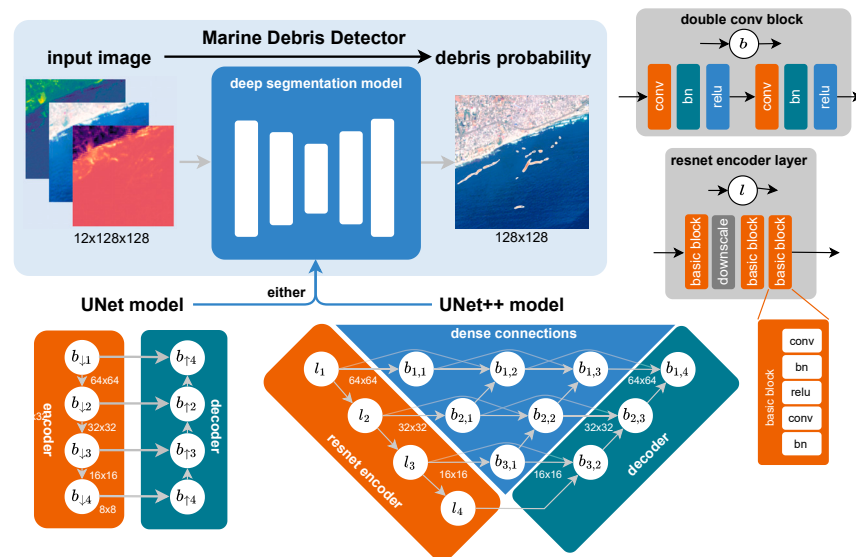 Marine Debris Detector
input image
debris probability
deep segmentation model
12x128x128
128x128
either
UNet model
UNet++ model
double conv block
b
conv
bn
relu
conv
bn
relu
resnet encoder layer
l
basic block
downscale
basic block
basic block
basic block
conv
bn
relu
conv
bn
encoder
decoder
b↓1
b↑4
64x64
b↓2
b↑2
32x32
b↓3
b↑3
16x16
b↓4
b↑4
8x8
dense connections
resnet encoder
decoder
l1
b1,1
b1,2
b1,3
b1,4
64x64
64x64
l2
b2,1
b2,2
b2,3
32x32
32x32
l3
b3,1
b3,2
16x16
16x16
l4